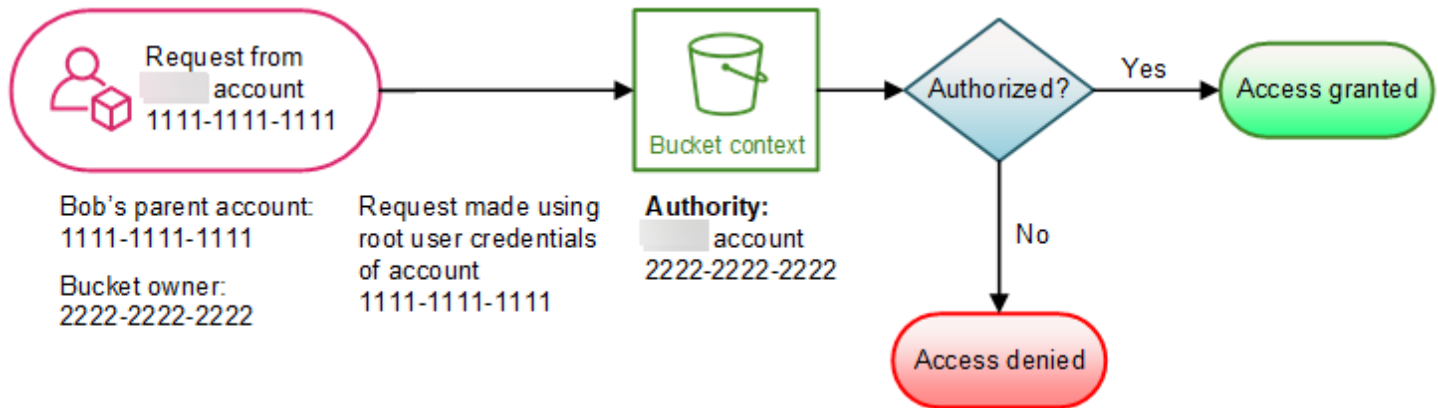 Request from
account
1111-1111-1111
Bucket context
Authorized?
Yes
Access granted
No
Access denied
Bob's parent account:
1111-1111-1111
Bucket owner:
2222-2222-2222
Request made using
root user credentials
of account
1111-1111-1111
Authority:
account
2222-2222-2222